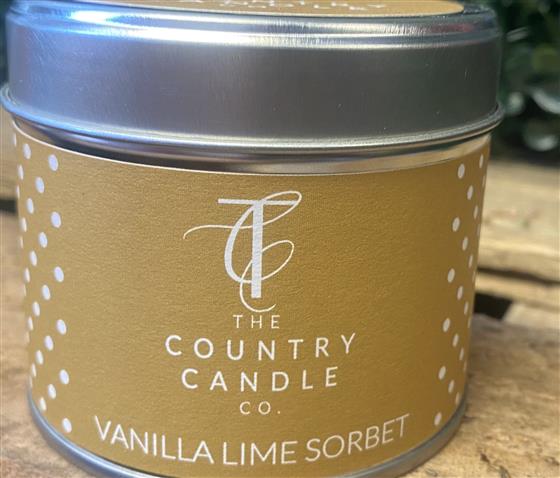 THE
COUNTRY
CANDLE
CO.
VANILLA LIME SORBET